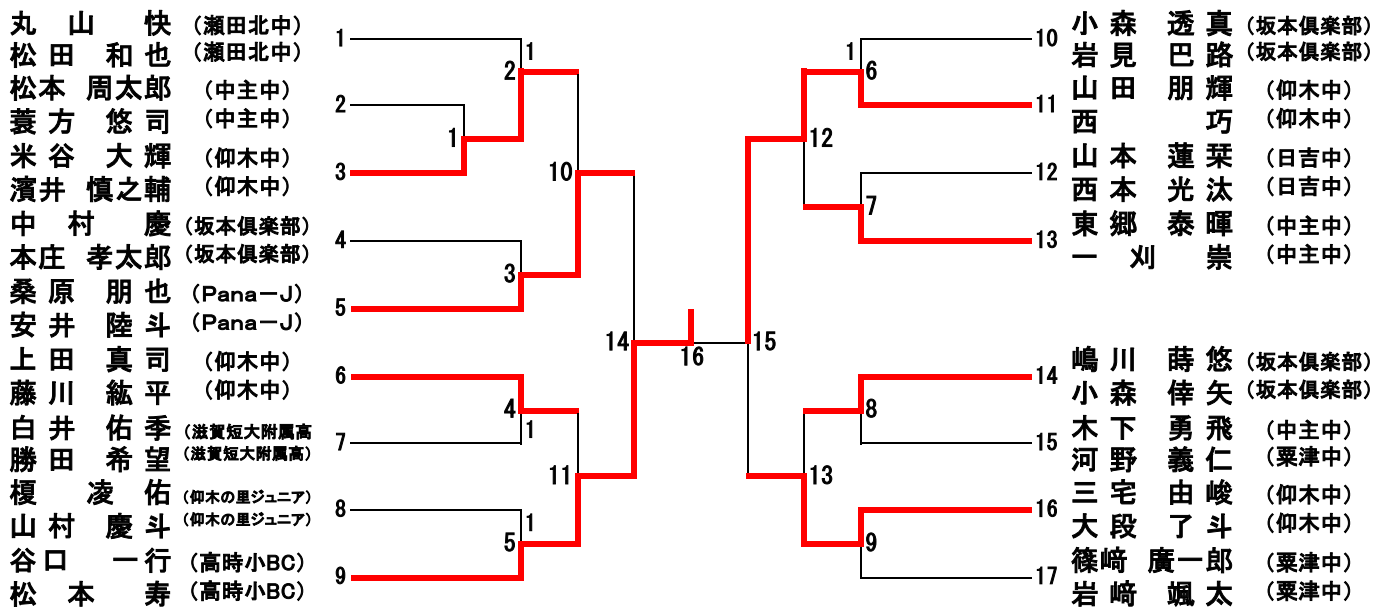 丸山 快 (瀬田北中)
松田 和也 (瀬田北中)
1
松本 周太郎 (中主中)
蓑方 悠司 (中主中)
2
米谷 大輝 (仰木中)
濱井 慎之輔 (仰木中)
3
中村 慶 (坂本倶楽部)
本庄 孝太郎 (坂本倶楽部)
4
桑原 朋也 (Pana－J)
安井 陸斗 (Pana－J)
5
上田 真司 (仰木中)
藤川 紘平 (仰木中)
6
白井 佑季 (滋賀短大附属高
勝田 希望 (滋賀短大附属高)
7
榎 凌佑 (仰木の里ジュニア)
山村 慶斗 (仰木の里ジュニア)
8
谷口 一行 (高時小BC)
松本 寿 (高時小BC)
9
1
2
1
10
3
14
4
1
11
1
5
16
1
6
12
7
15
8
13
9
10
小森 透真 (坂本倶楽部)
岩見 巴路 (坂本倶楽部)
11
山田 朋輝 (仰木中)
西 巧 (仰木中)
12
山本 蓮栞 (日吉中)
西本 光汰 (日吉中)
13
東郷 泰暉 (中主中)
一刈 崇 (中主中)
14
嶋川 蒔悠 (坂本倶楽部)
小森 倖矢 (坂本倶楽部)
15
木下 勇飛 (中主中)
河野 義仁 (粟津中)
16
三宅 由峻 (仰木中)
大段 了斗 (仰木中)
17
篠﨑 廣一郎 (粟津中)
岩﨑 颯太 (粟津中)